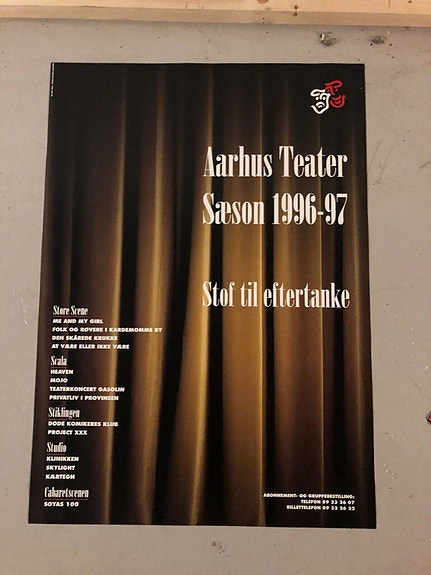 Aarhus Teater
Sæson 1996-97
Stof til eftertanke
Store Scene
ME AND MY GIRL
FOLK OG RØVERE I KARDEMOMME BY
DEN SKÅREDE KRUKKE
AT VÆRE ELLER IKKE VÆRE
Scala
HEAVEN
MOJO
TEATERKONCERT GASOLIN
PRIVATLIV I PROVINSEN
Stiklingen
DØDE KOMIKERES KLUB
PROJECT XXX
Studio
KLINIKKEN
SKYLIGHT
KÆRTEGN
Cabaretscenen
SOYAS 100
ABONNEMENT- OG GRUPPEBESTILLING:
TELEFON 89 33 26 07
BILLETTELEFON 89 33 26 22